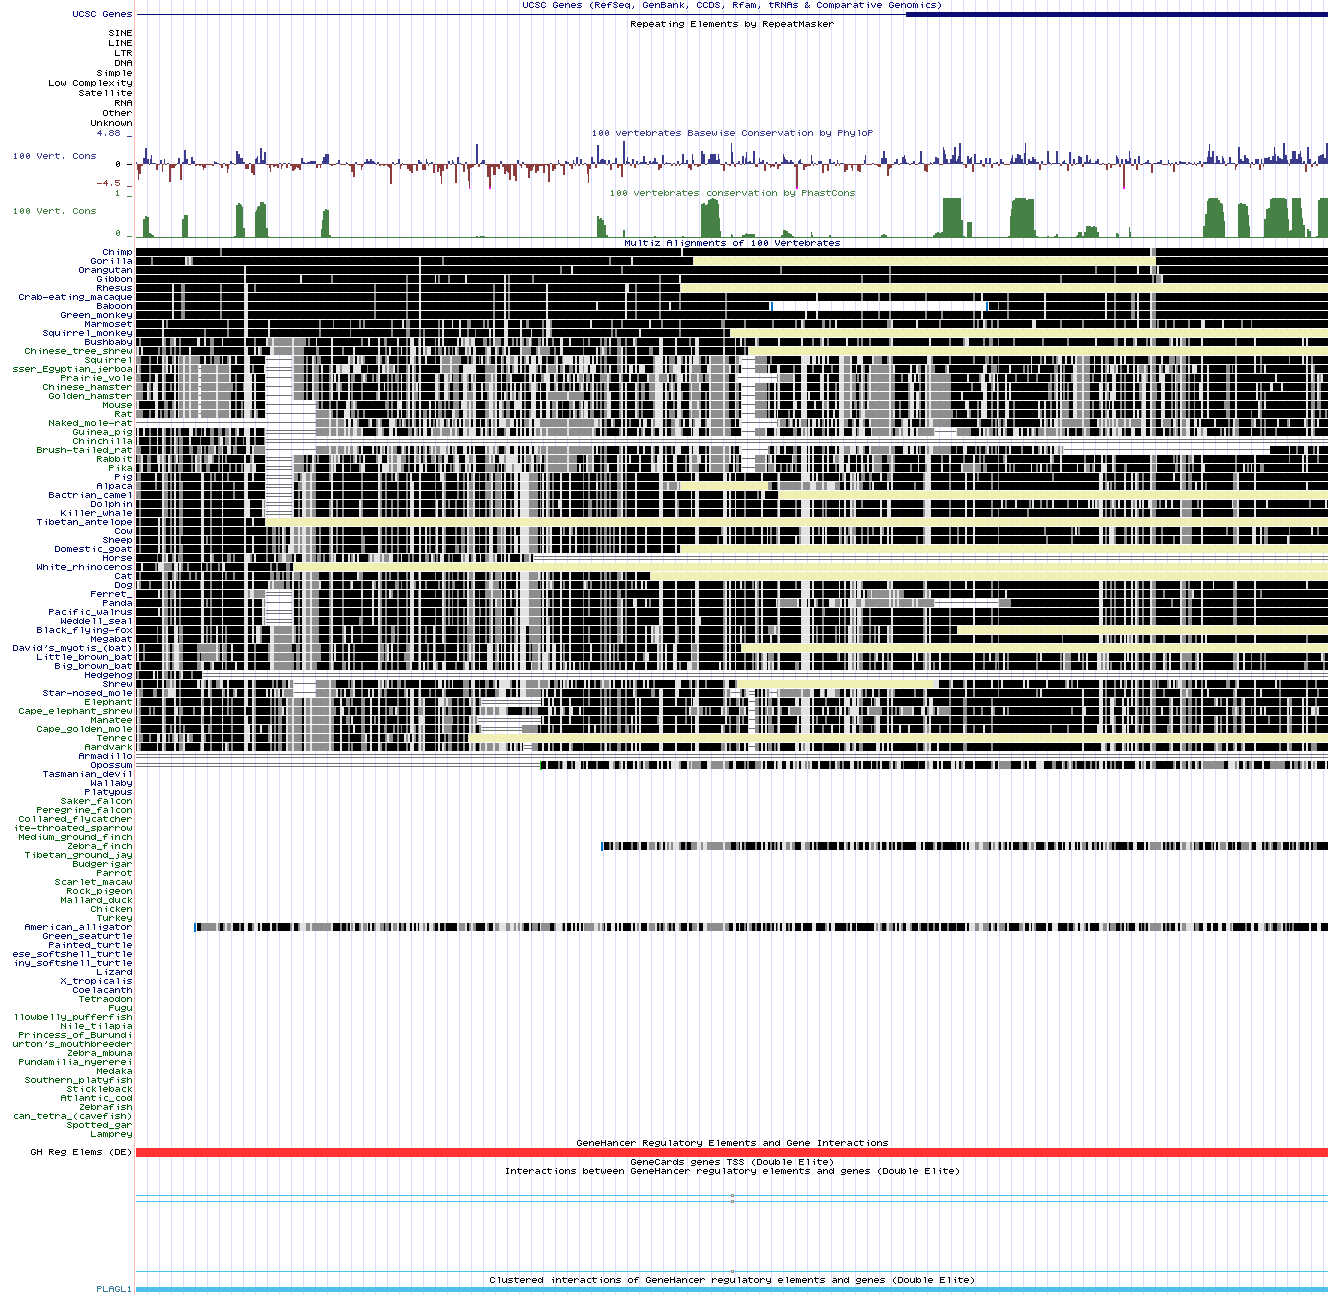 UCSC Genes (RefSeq, GenBank, CCDS, Rfam, tRNAs & Comparative Genomics)
UCSC Genes
Repeating Elements by RepeatMasker
SINE
LINE
LTR
DNA
Simple
Low Complexity
Satellite
RNA
Other
Unknown
4.88 _
100 vertebrates Basewise Conservation by PhyloP
100 Vert. Cons
0 -
-4.5 _
1 _
100 vertebrates conservation by PhastCons
100 Vert. Cons
0 _
Multiz Alignments of 100 Vertebrates
Chimp
Gorilla
Orangutan
Gibbon
Rhesus
Crab-eating_macaque
Baboon
Green_monkey
Marmoset
Squirrel_monkey
Bushbaby
Chinese_tree_shrew
Squirrel
sser_Egyptian_jerboa
Prairie_vole
Chinese_hamster
Golden_hamster
Mouse
Rat
Naked_mole-rat
Guinea_pig
Chinchilla
Brush-tailed_rat
Rabbit
Pika
Pig
Alpaca
Bactrian_camel
Dolphin
Killer_whale
Tibetan_antelope
Cow
Sheep
Domestic_goat
Horse
White_rhinoceros
Cat
Dog
Ferret_
Panda
Pacific_walrus
Weddell_seal
Black_flying-fox
Megabat
David's_myotis_(bat)
Little_brown_bat
Big_brown_bat
Hedgehog
Shrew
Star-nosed_mole
Elephant
Cape_elephant_shrew
Manatee
Cape_golden_mole
Tenrec
Aardvark
Armadillo
Opossum
Tasmanian_devil
Wallaby
Platypus
Saker_falcon
Peregrine_falcon
Collared_flycatcher
ite-throated_sparrow
Medium_ground_finch
Zebra_finch
Tibetan_ground_jay
Budgerigar
Parrot
Scarlet_macaw
Rock_pigeon
Mallard_duck
Chicken
Turkey
American_alligator
Green_seaturtle
Painted_turtle
ese_softshell_turtle
iny_softshell_turtle
Lizard
X_tropicalis
Coelacanth
Tetraodon
Fugu
llowbelly_pufferfish
Nile_tilapia
Princess_of_Burundi
urton's_mouthbreeder
Zebra_mbuna
Pundamilia_nyererei
Medaka
Southern_platyfish
Stickleback
Atlantic_cod
Zebrafish
can_tetra_(cavefish)
Spotted_gar
Lamprey
GeneHancer Regulatory Elements and Gene Interactions
GH Reg Elems (DE)
GeneCards genes TSS (Double Elite)
Interactions between GeneHancer regulatory elements and genes (Double Elite)
Clustered interactions of GeneHancer regulatory elements and genes (Double Elite)
PLAGL1